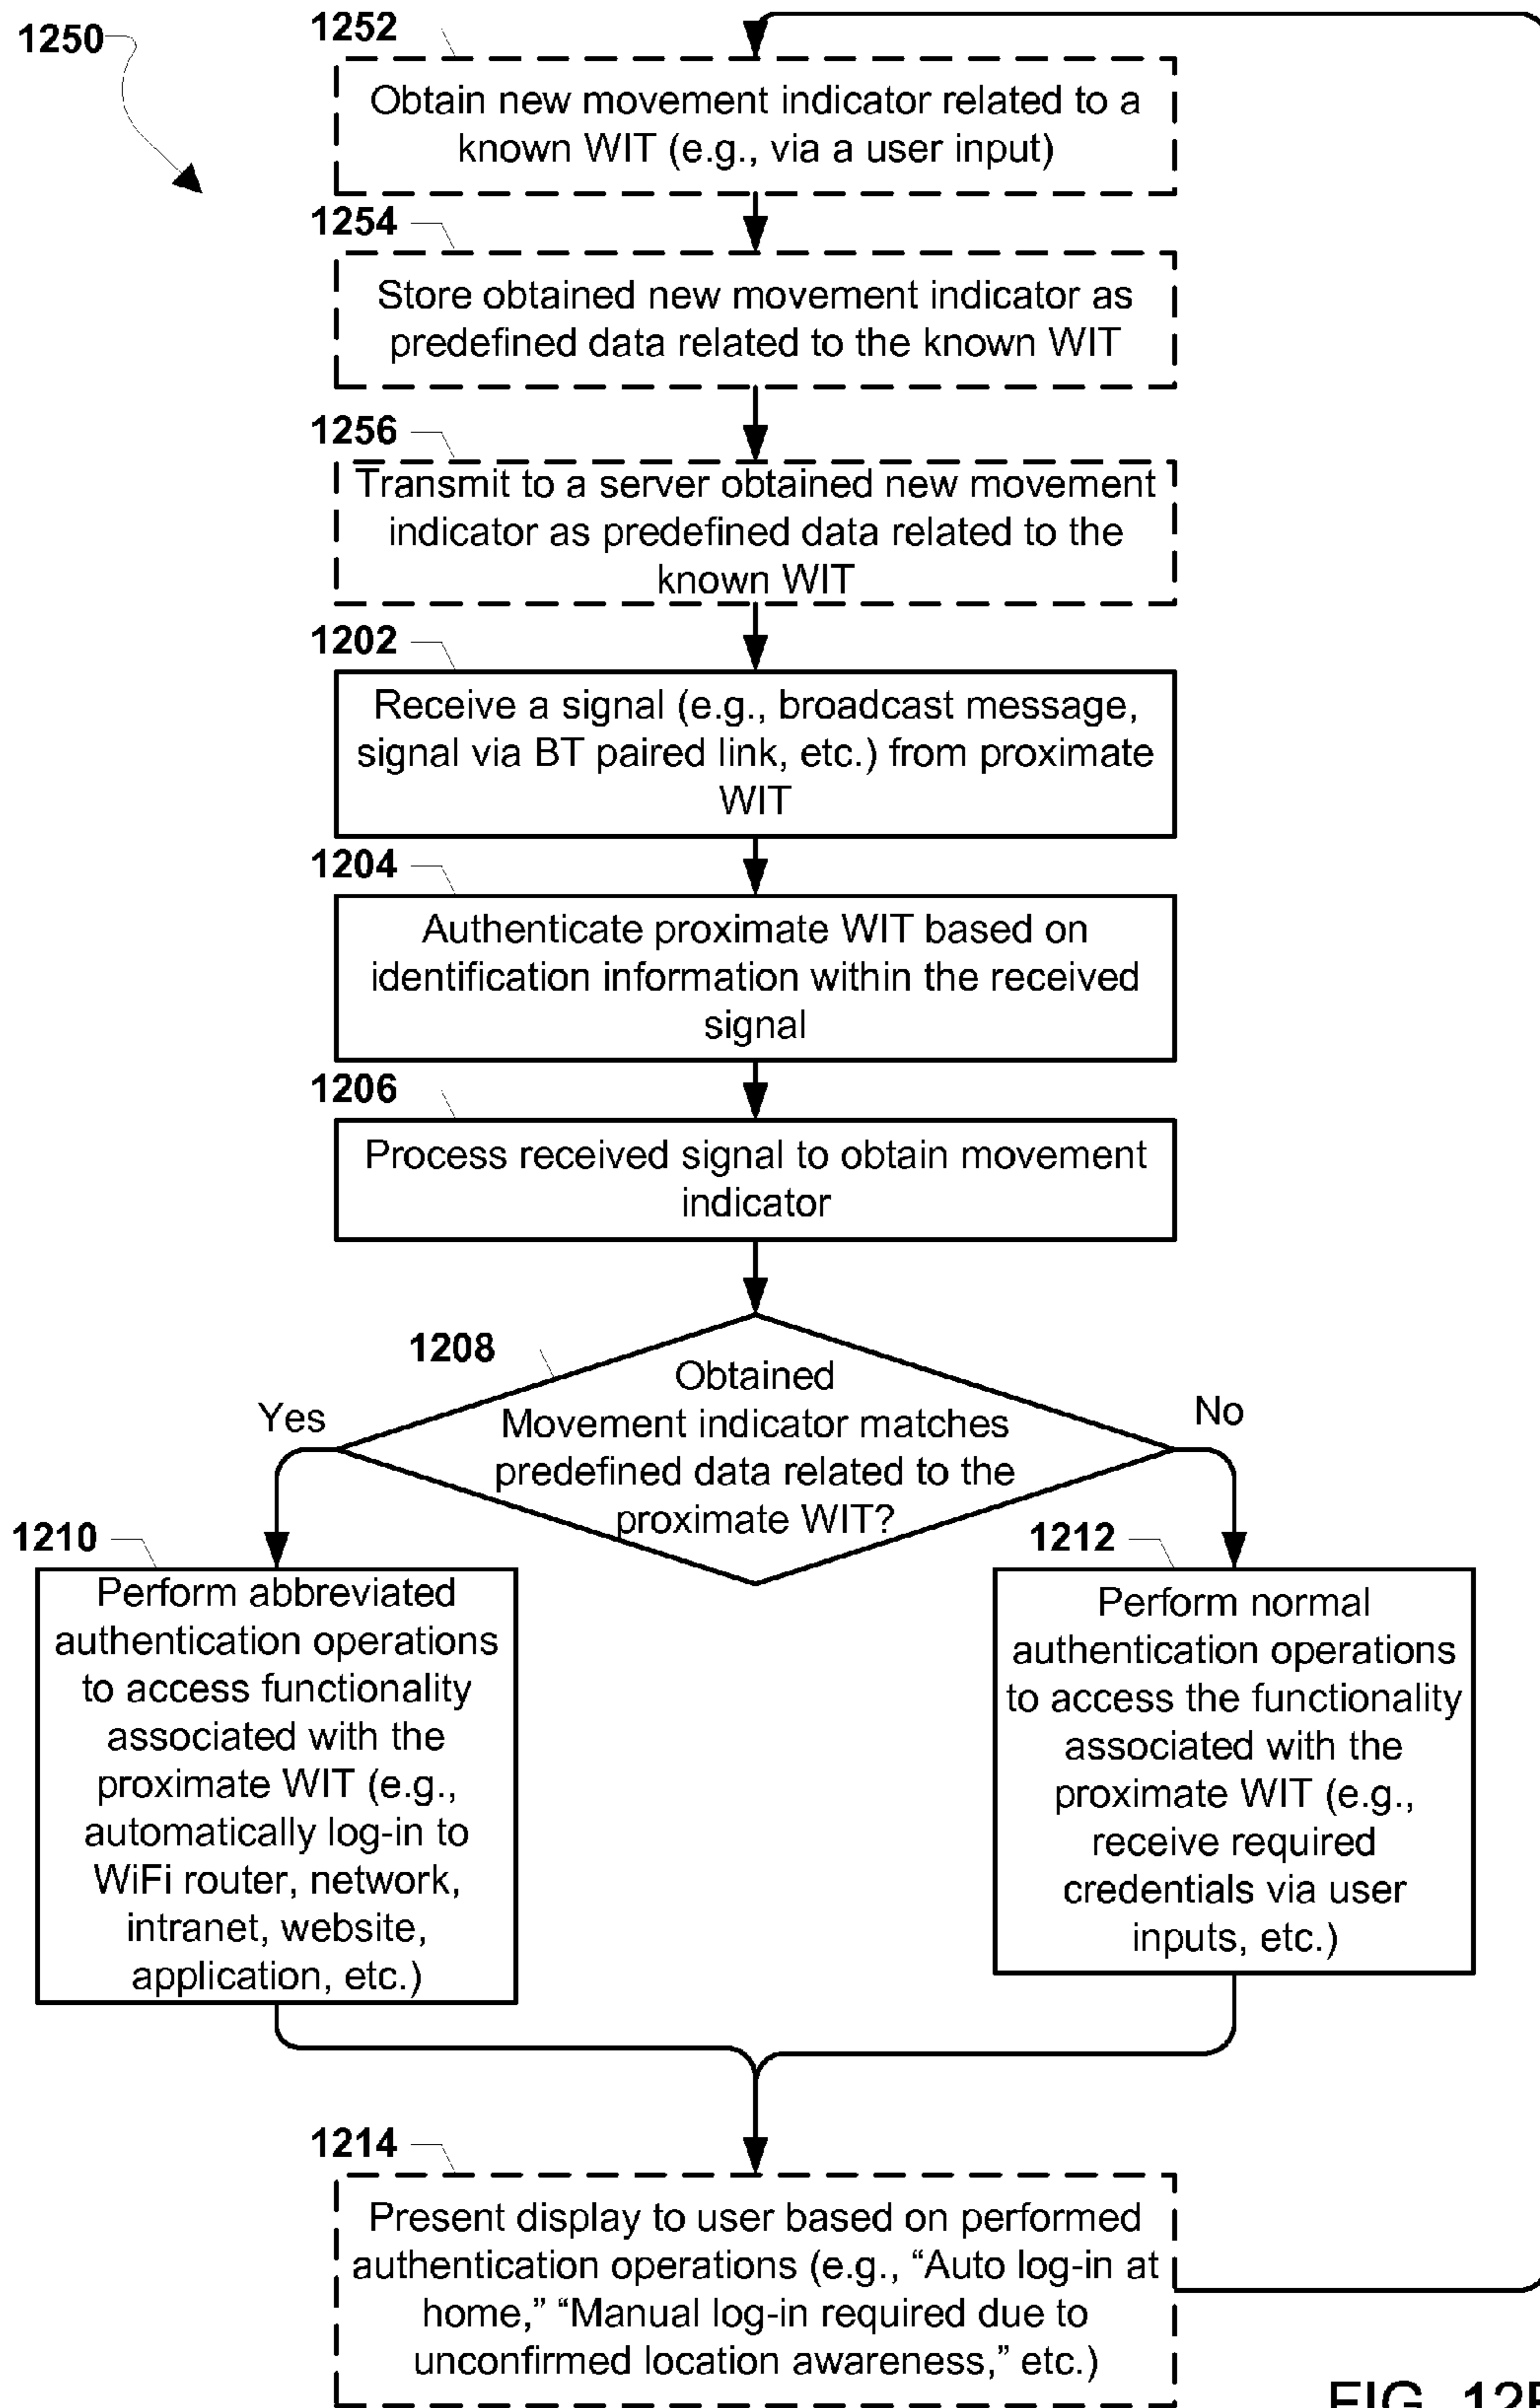 1250
1252
Obtain new movement indicator related to a
known WIT (e.g., via a user input)
1254
Store obtained new movement indicator as
predefined data related to the known WIT
1256
Transmit to a server obtained new movement
indicator as predefined data related to the
known WIT
1202
Receive a signal (e.g., broadcast message,
signal via BT paired link, etc.) from proximate
WIT
1204
Authenticate proximate WIT based on
identification information within the received
signal
1206
Process received signal to obtain movement
indicator
1208
Obtained
Movement indicator matches
predefined data related to the
proximate WIT?
Yes
No
1210
Perform abbreviated
authentication operations
to access functionality
associated with the
proximate WIT (e.g.,
automatically log-in to
WiFi router, network,
intranet, website,
application, etc.)
1212
Perform normal
authentication operations
to access the functionality
associated with the
proximate WIT (e.g.,
receive required
credentials via user
inputs, etc.)
1214
Present display to user based on performed
authentication operations (e.g., “Auto log-in at
home,” “Manual log-in required due to
unconfirmed location awareness,” etc.)
FIG.